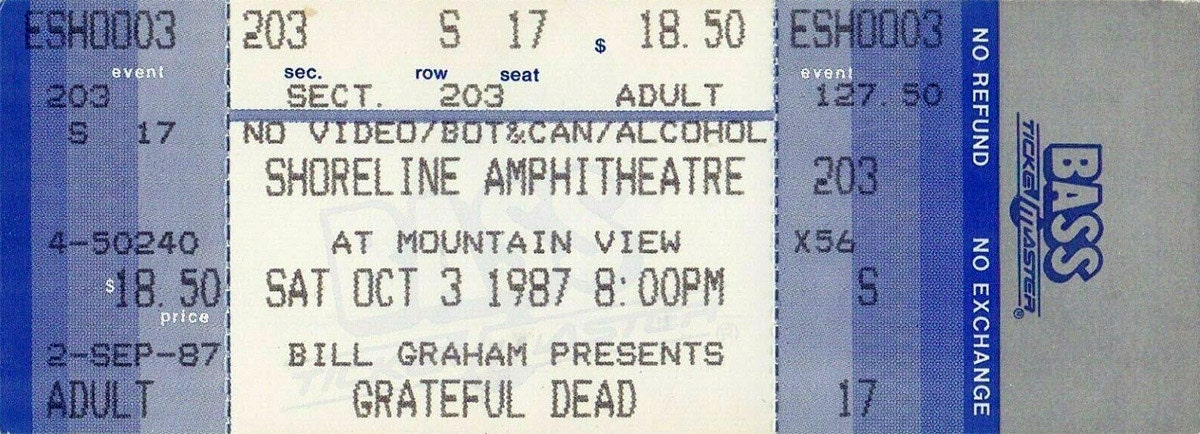 ESH0003 203 S 17 $ 18.50 ESH0003
event sec. row seat event
203 SECT. 203 ADULT 127.50
S 17 NO VIDEO/BOT&CAN/ALCOHOL
SHORELINE AMPHITHEATRE 203
4-50240 AT MOUNTAIN VIEW X56
$18.50 SAT OCT 3 1987 8:00PM S
price
2-SEP-87 BILL GRAHAM PRESENTS
ADULT GRATEFUL DEAD 17
NO REFUND NO EXCHANGE
BASS
TICKETMASTER®